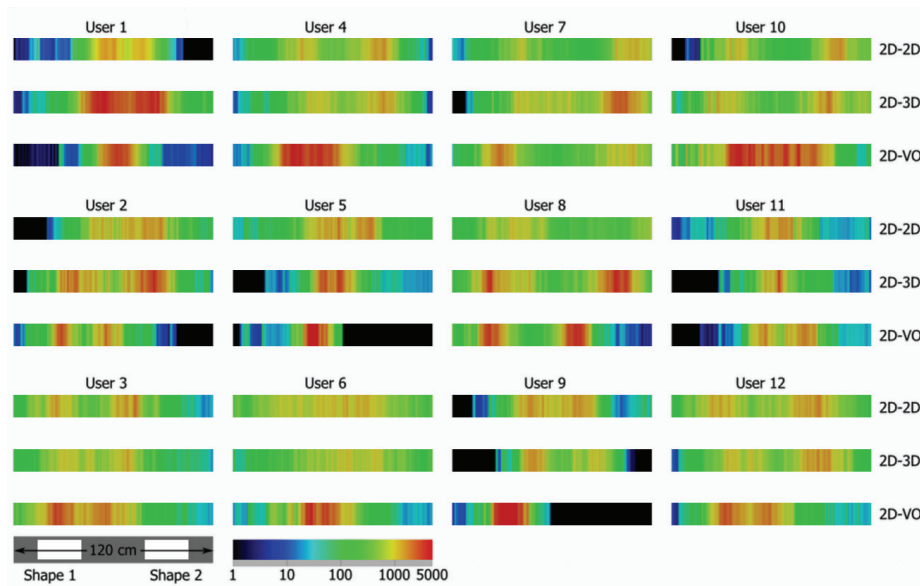 User 1 User 4 User 7 User 10
2D-2D
2D-3D
2D-VO
User 2 User 5 User 8 User 11
2D-2D
2D-3D
2D-VO
User 3 User 6 User 9 User 12
2D-2D
2D-3D
2D-VO
120 cm
1 10 100 1000 5000
Shape 1 Shape 2